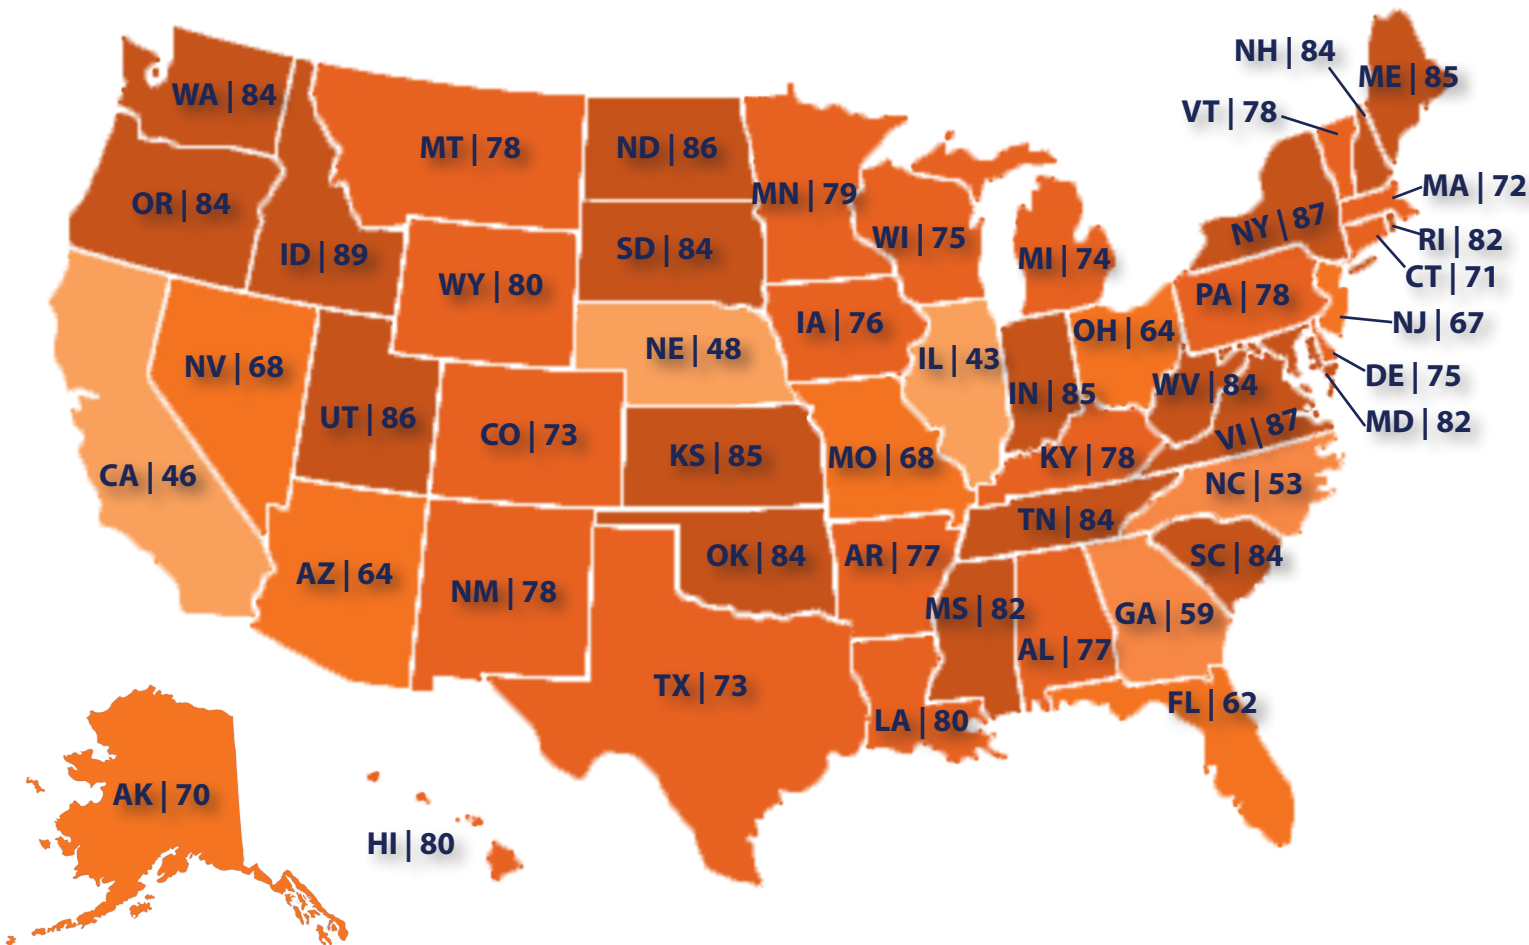 NH | 84
ME | 85
WA | 84
VT | 78
MT | 78
ND | 86
MN | 79
MA | 72
OR | 84
NY | 87
WI | 75
RI | 82
SD | 84
ID | 89
MI | 74
CT | 71
WY | 80
PA | 78
IA | 76
NJ | 67
OH | 64
NE | 48
IL | 43
NV | 68
DE | 75
WV | 84
IN | 85
UT | 86
MD | 82
VI | 87
CO | 73
KS | 85
MO | 68
KY | 78
CA | 46
NC | 53
TN | 84
OK | 84
AR | 77
SC | 84
AZ | 64
NM | 78
MS | 82
GA | 59
AL | 77
TX | 73
FL | 62
LA | 80
AK | 70
HI | 80